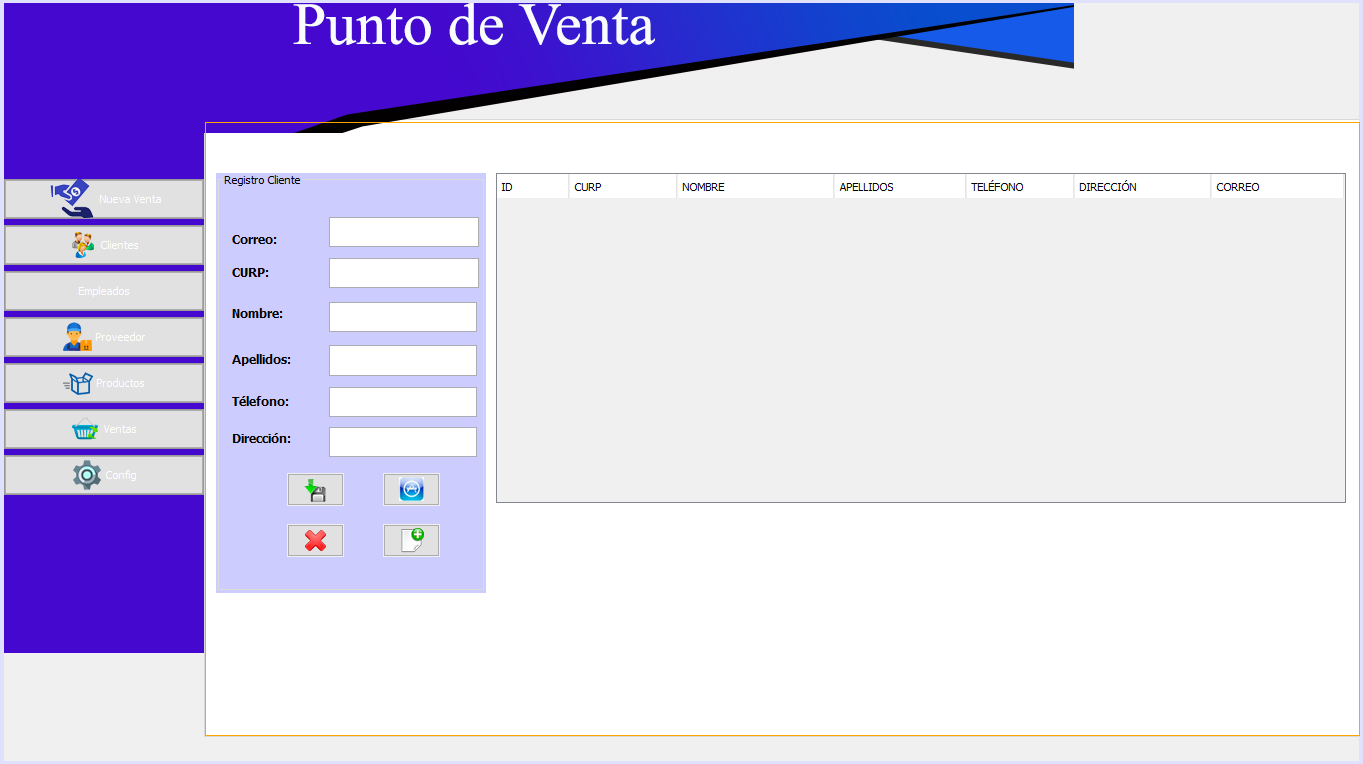 Punto de Venta
Nueva Venta
Clientes
Empleados
Proveedor
Productos
Ventas
Config
Registro Cliente
Correo:
CURP:
Nombre:
Apellidos:
Télefono:
Dirección:
ID CURP NOMBRE APELLIDOS TELÉFONO DIRECCIÓN CORREO